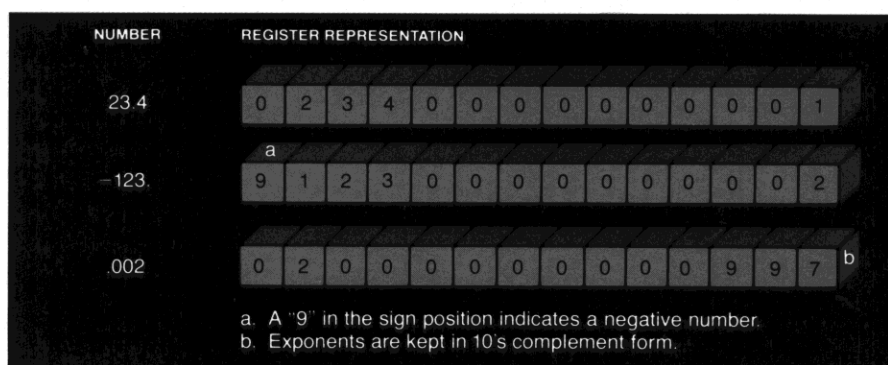 NUMBER REGISTER REPRESENTATION
23.4 0 2 3 4 0 0 0 0 0 0 0 0 0 1
a
−123. 9 1 2 3 0 0 0 0 0 0 0 0 0 2
.002 0 2 0 0 0 0 0 0 0 0 0 9 9 7 b
a. A "9" in the sign position indicates a negative number.
b. Exponents are kept in 10's complement form.